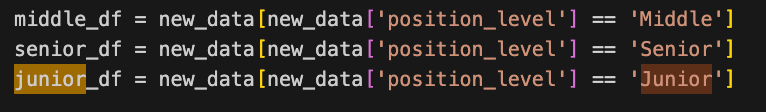 middle_df = new_data[new_data['position_level'] == 'Middle']
senior_df = new_data[new_data['position_level'] == 'Senior']
junior_df = new_data[new_data['position_level'] == 'Junior']